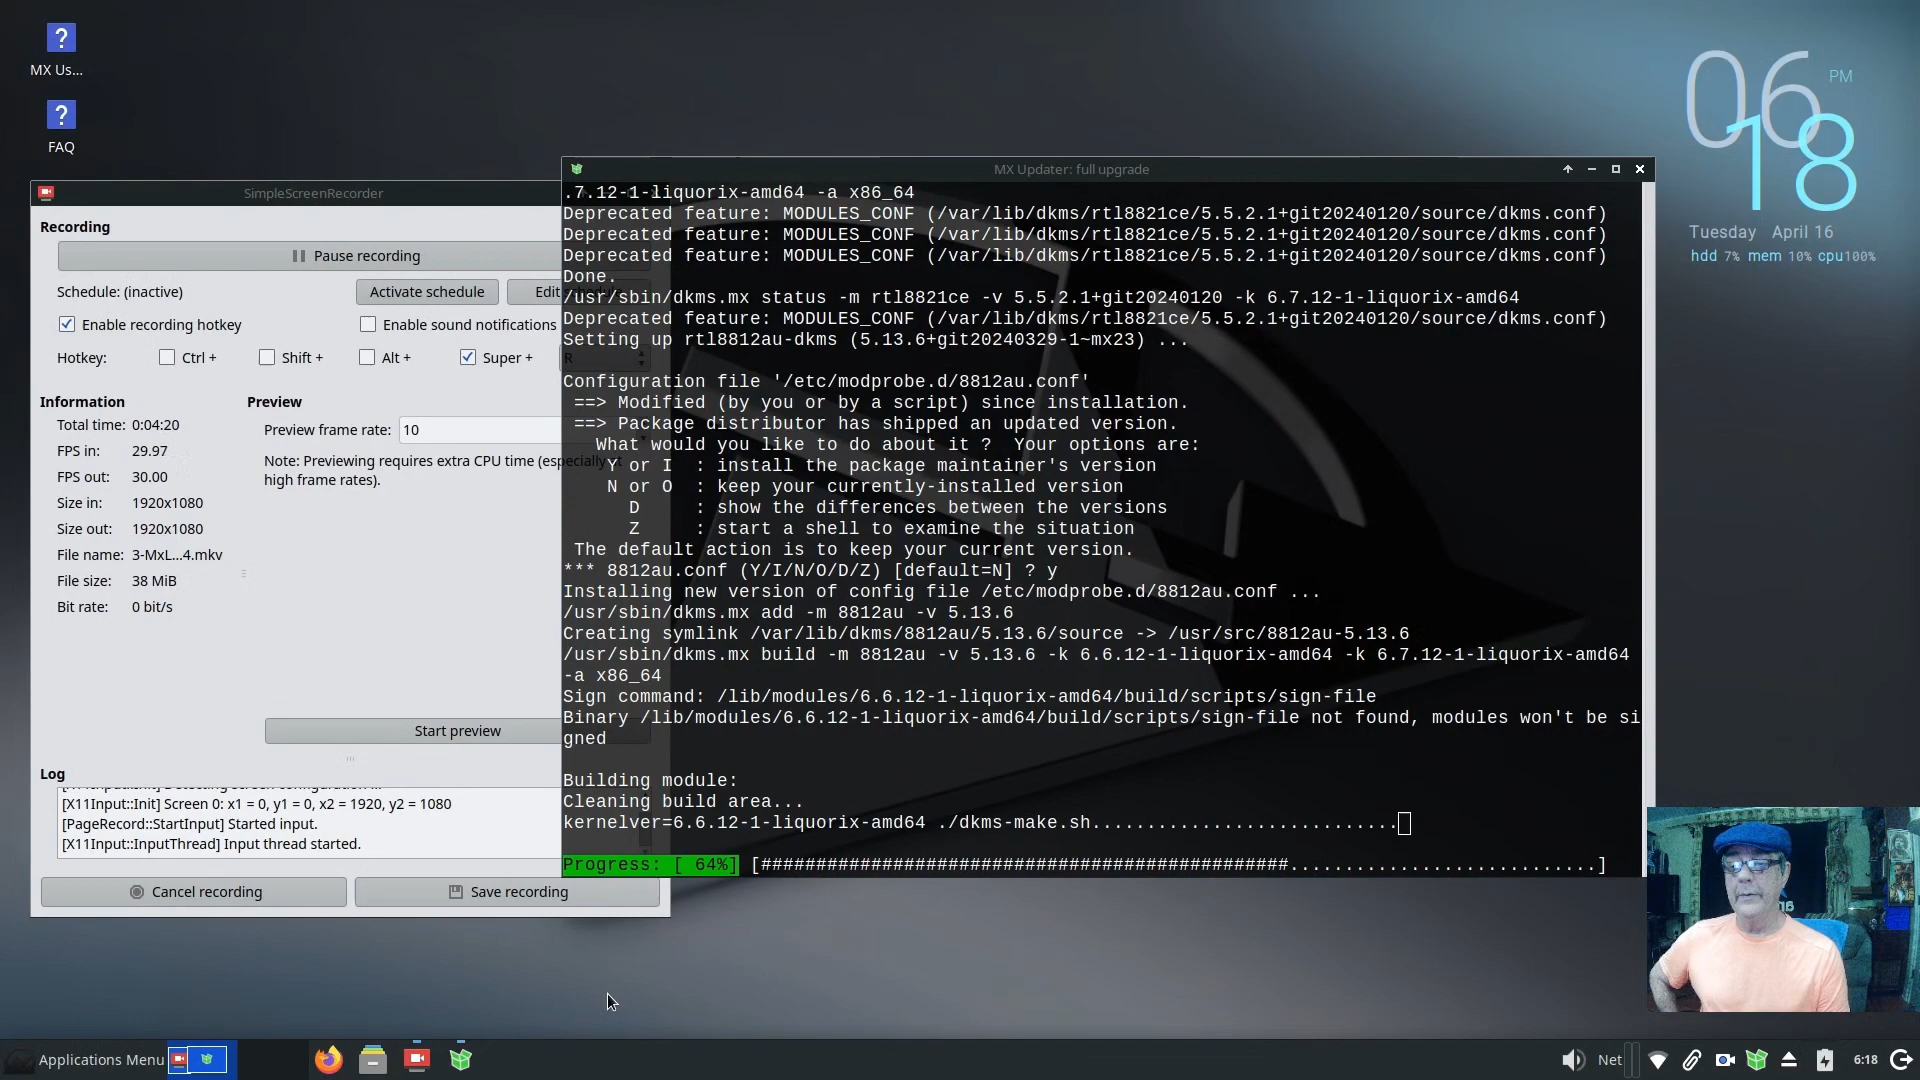 MX Us...
FAQ
06
PM
18
Tuesday April 16
hdd 7% mem 10% cpu100%
SimpleScreenRecorder
Recording
Pause recording
Schedule: (inactive)
Activate schedule
Edit schedule
Enable recording hotkey
Enable sound notifications
Hotkey:
Ctrl +
Shift +
Alt +
Super +
R
Information
Total time: 0:04:20
FPS in: 29.97
FPS out: 30.00
Size in: 1920x1080
Size out: 1920x1080
File name: 3-MxL...4.mkv
File size: 38 MiB
Bit rate: 0 bit/s
Preview
Preview frame rate: 10
Note: Previewing requires extra CPU time (especially at
high frame rates).
Start preview
Log
[X11Input::Init] Screen 0: x1 = 0, y1 = 0, x2 = 1920, y2 = 1080
[PageRecord::StartInput] Started input.
[X11Input::InputThread] Input thread started.
Cancel recording
Save recording
MX Updater: full upgrade
.7.12-1-liquorix-amd64 -a x86_64
Deprecated feature: MODULES_CONF (/var/lib/dkms/rtl8821ce/5.5.2.1+git20240120/source/dkms.conf)
Deprecated feature: MODULES_CONF (/var/lib/dkms/rtl8821ce/5.5.2.1+git20240120/source/dkms.conf)
Deprecated feature: MODULES_CONF (/var/lib/dkms/rtl8821ce/5.5.2.1+git20240120/source/dkms.conf)
Done.
/usr/sbin/dkms.mx status -m rtl8821ce -v 5.5.2.1+git20240120 -k 6.7.12-1-liquorix-amd64
Deprecated feature: MODULES_CONF (/var/lib/dkms/rtl8821ce/5.5.2.1+git20240120/source/dkms.conf)
Setting up rtl8812au-dkms (5.13.6+git20240329-1~mx23) ...
Configuration file '/etc/modprobe.d/8812au.conf'
==> Modified (by you or by a script) since installation.
==> Package distributor has shipped an updated version.
What would you like to do about it ?  Your options are:
Y or I  : install the package maintainer's version
N or O  : keep your currently-installed version
D     : show the differences between the versions
Z     : start a shell to examine the situation
The default action is to keep your current version.
*** 8812au.conf (Y/I/N/O/D/Z) [default=N] ? y
Installing new version of config file /etc/modprobe.d/8812au.conf ...
/usr/sbin/dkms.mx add -m 8812au -v 5.13.6
Creating symlink /var/lib/dkms/8812au/5.13.6/source -> /usr/src/8812au-5.13.6
/usr/sbin/dkms.mx build -m 8812au -v 5.13.6 -k 6.6.12-1-liquorix-amd64 -k 6.7.12-1-liquorix-amd64
-a x86_64
Sign command: /lib/modules/6.6.12-1-liquorix-amd64/build/scripts/sign-file
Binary /lib/modules/6.6.12-1-liquorix-amd64/build/scripts/sign-file not found, modules won't be si
gned
Building module:
Cleaning build area...
kernelver=6.6.12-1-liquorix-amd64 ./dkms-make.sh............................
Progress: [ 64%] [################################################............................]
Applications Menu
Net
6:18